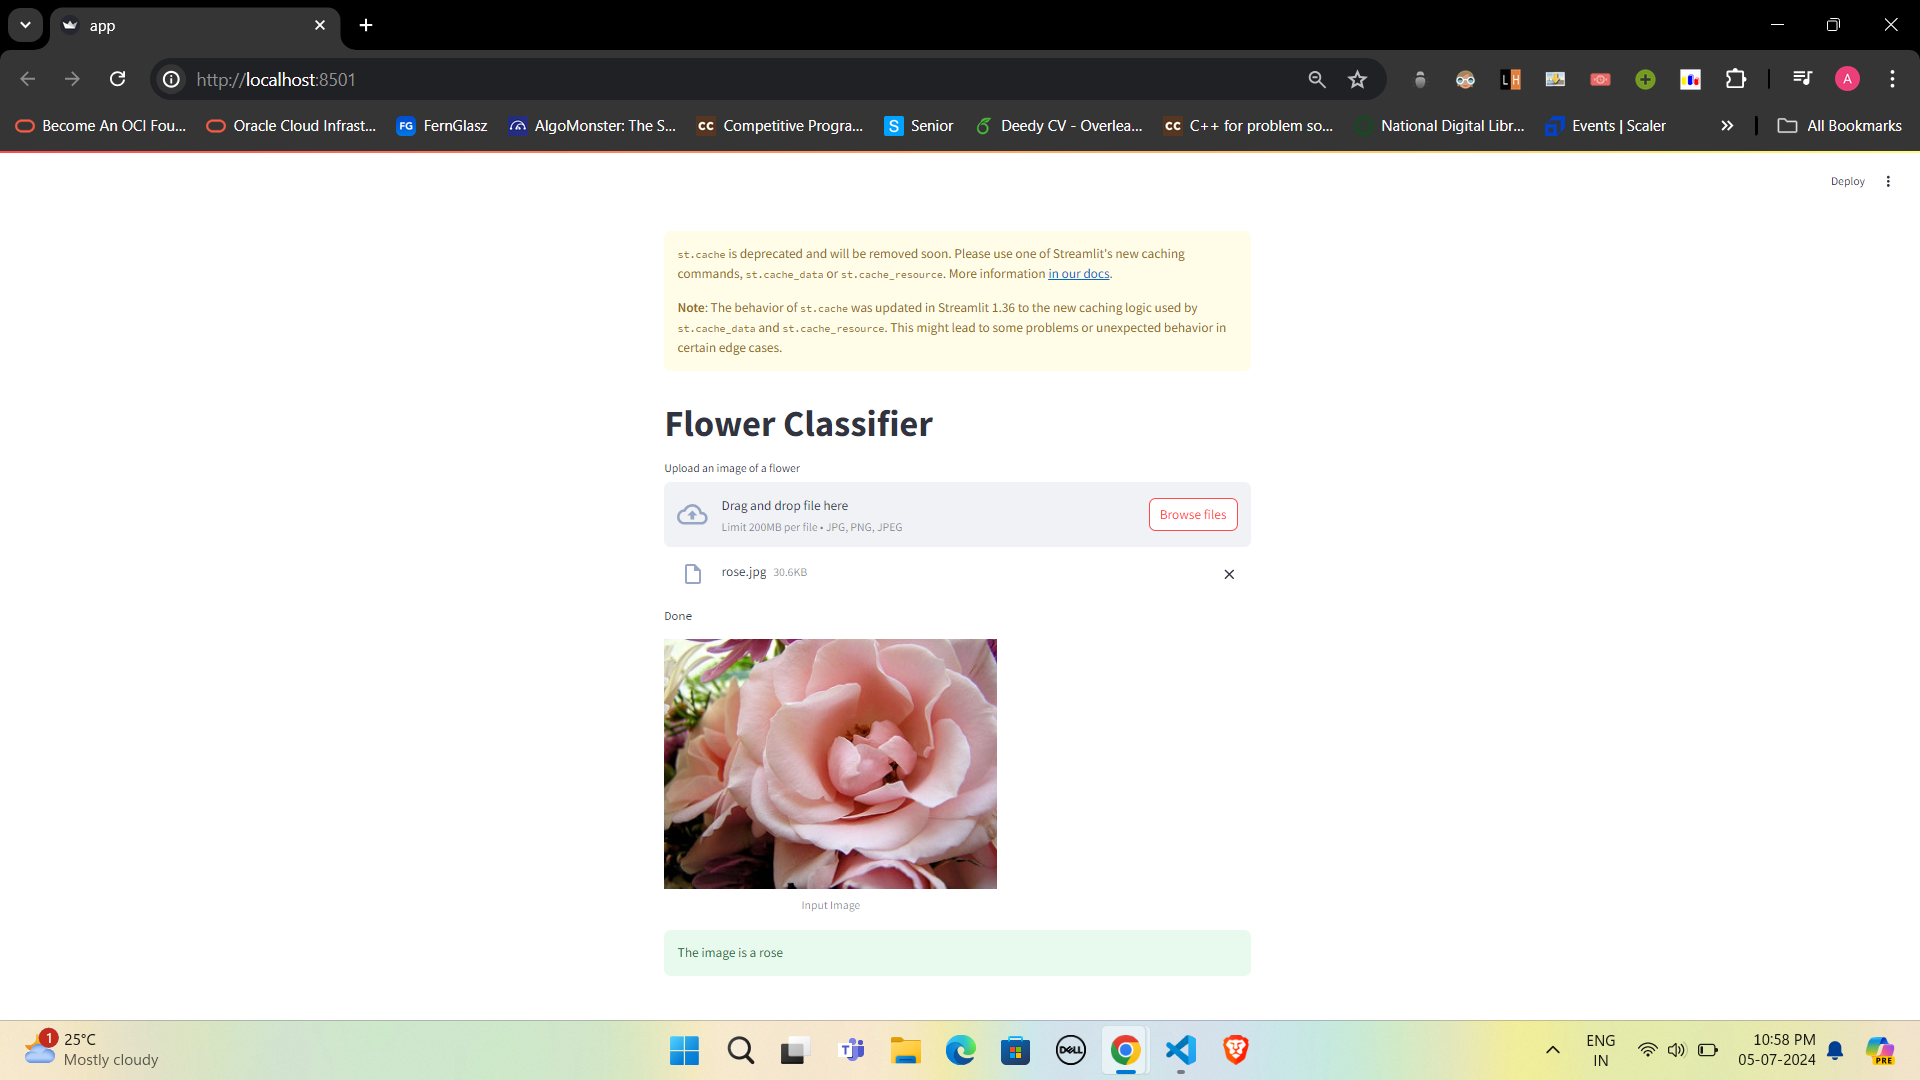 app
http://localhost:8501
A
Become An OCI Fou...
Oracle Cloud Infrast...
FG FernGlasz
AlgoMonster: The S...
CC Competitive Progra...
S Senior
Deedy CV - Overlea...
CC C++ for problem so...
National Digital Libr...
Events | Scaler
All Bookmarks
Deploy
st.cache is deprecated and will be removed soon. Please use one of Streamlit's new caching
commands, st.cache_data or st.cache_resource. More information in our docs.
Note: The behavior of st.cache was updated in Streamlit 1.36 to the new caching logic used by
st.cache_data and st.cache_resource. This might lead to some problems or unexpected behavior in
certain edge cases.
Flower Classifier
Upload an image of a flower
Drag and drop file here
Limit 200MB per file • JPG, PNG, JPEG
Browse files
rose.jpg 30.6KB
Done
Input Image
The image is a rose
1
25°C
Mostly cloudy
DELL
ENG
IN
10:58 PM
05-07-2024
PRE